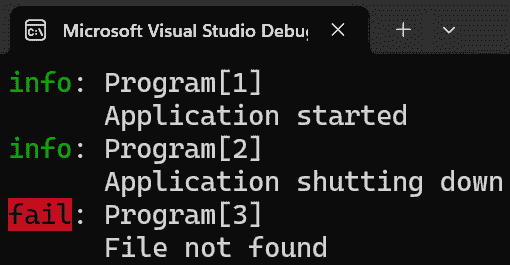 Microsoft Visual Studio Debug
info: Program[1]
Application started
info: Program[2]
Application shutting down
fail: Program[3]
File not found